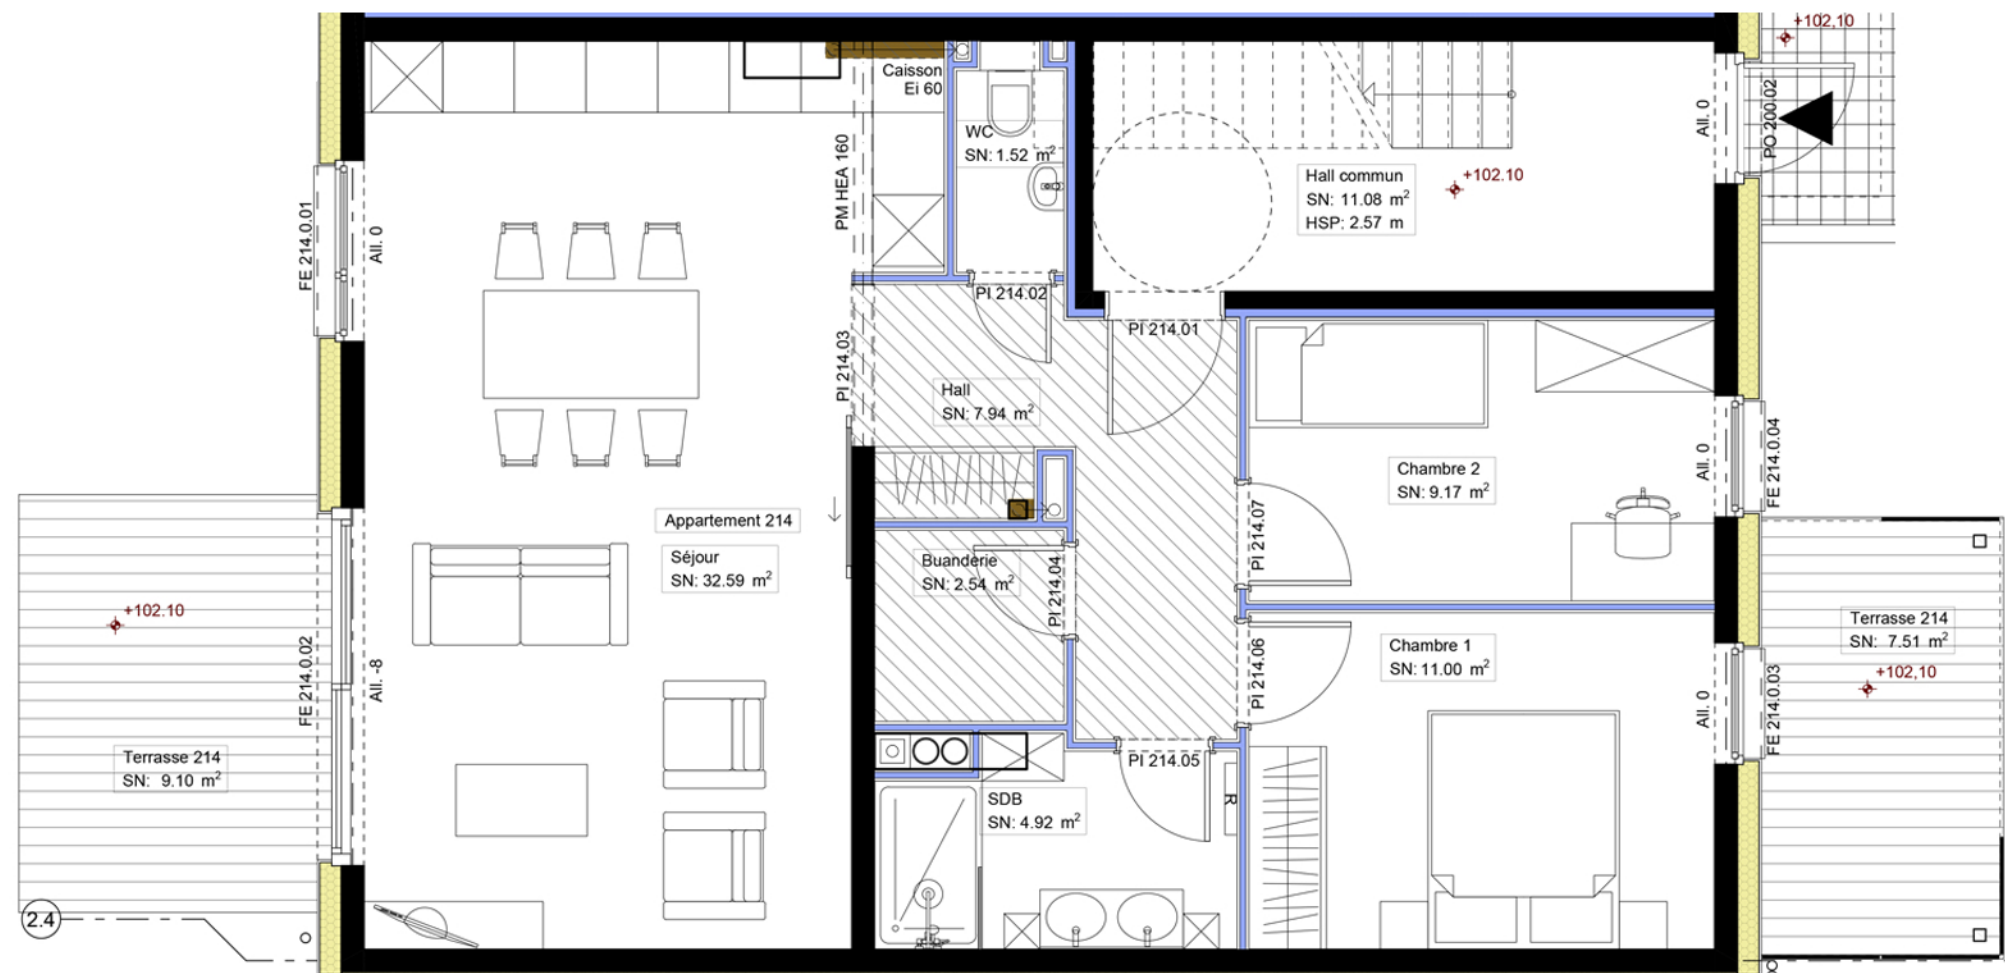 +102,10
Caisson
Ei 60
WC
SN: 1.52 m²
PM HEA 160
All. 0
PO 200.02
Hall commun
SN: 11.08 m²
HSP: 2.57 m
+102.10
FE 214.0.01
All. 0
PI 214.02
PI 214.01
PI 214.03
Hall
SN: 7.94 m²
Chambre 2
SN: 9.17 m²
All. 0
FE 214.0.04
Appartement 214
Séjour
SN: 32.59 m²
Buanderie
SN: 2.54 m²
PI 214.04
PI 214.07
+102.10
FE 214.0.02
All. -8
PI 214.06
Chambre 1
SN: 11.00 m²
All. 0
FE 214.0.03
Terrasse 214
SN: 7.51 m²
+102,10
Terrasse 214
SN: 9.10 m²
PI 214.05
SDB
SN: 4.92 m²
R
2.4